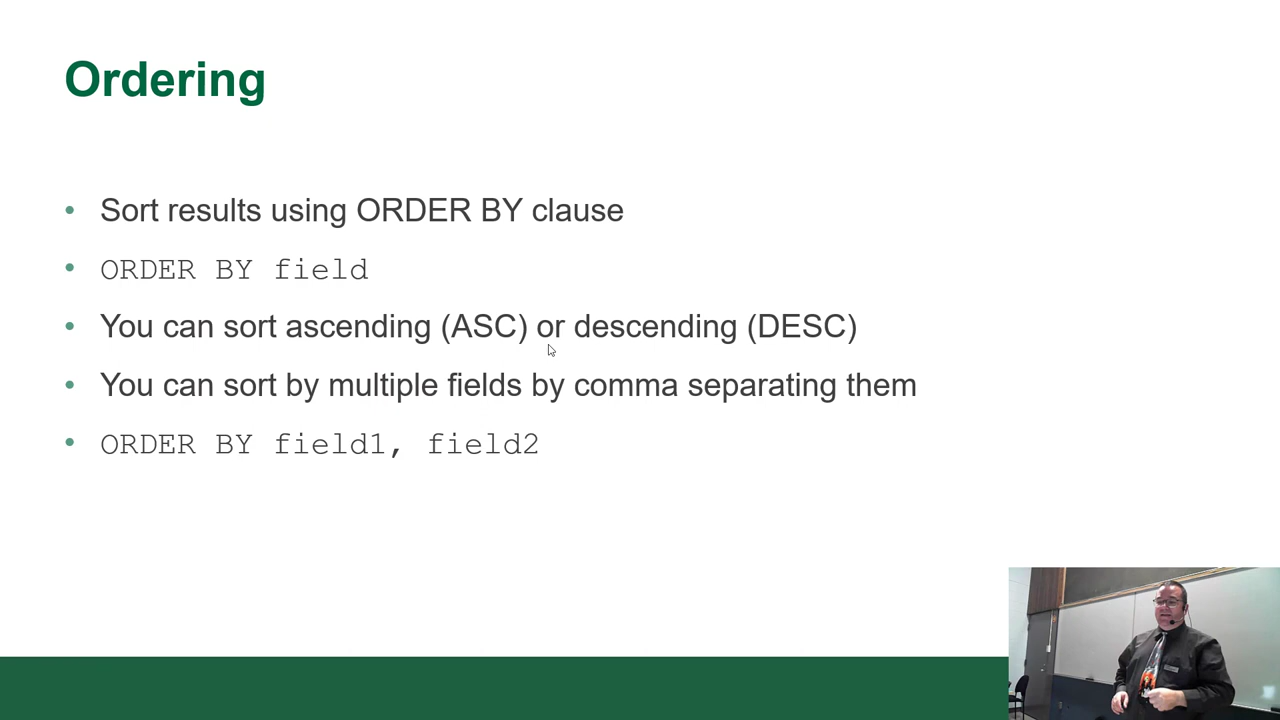 Ordering
Sort results using ORDER BY clause
ORDER BY field
You can sort ascending (ASC) or descending (DESC)
You can sort by multiple fields by comma separating them
ORDER BY field1, field2